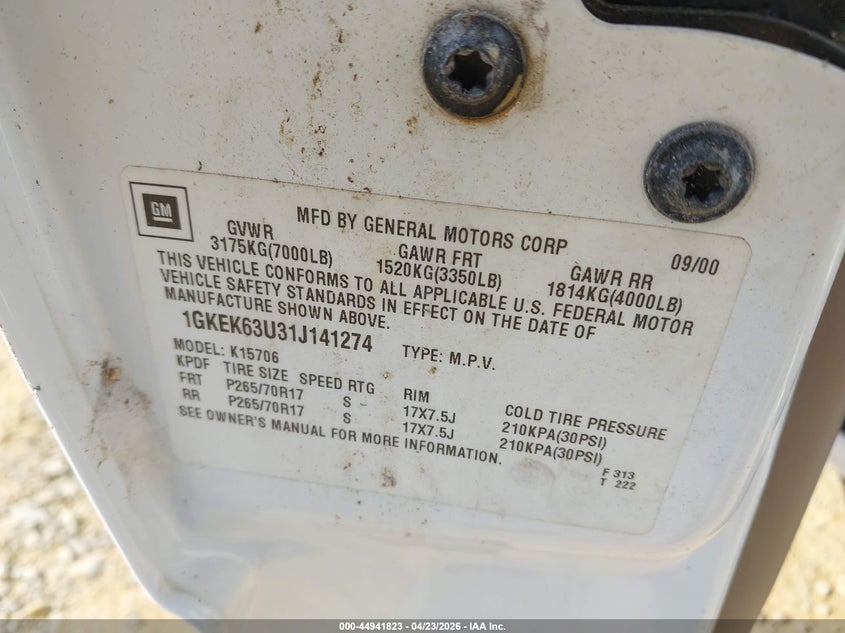 GM
MFD BY GENERAL MOTORS CORP
09/00
GVWR GAWR FRT GAWR RR
3175KG(7000LB) 1520KG(3350LB) 1814KG(4000LB)
THIS VEHICLE CONFORMS TO ALL APPLICABLE U.S. FEDERAL MOTOR
VEHICLE SAFETY STANDARDS IN EFFECT ON THE DATE OF
MANUFACTURE SHOWN ABOVE.
1GKEK63U31J141274 TYPE: M.P.V.
MODEL: K15706
KPDF TIRE SIZE SPEED RTG RIM COLD TIRE PRESSURE
FRT P265/70R17 S 17X7.5J 210KPA(30PSI)
RR P265/70R17 S 17X7.5J 210KPA(30PSI)
SEE OWNER'S MANUAL FOR MORE INFORMATION.
F 313
T 222
000-44941823 - 04/23/2026 - IAA Inc.